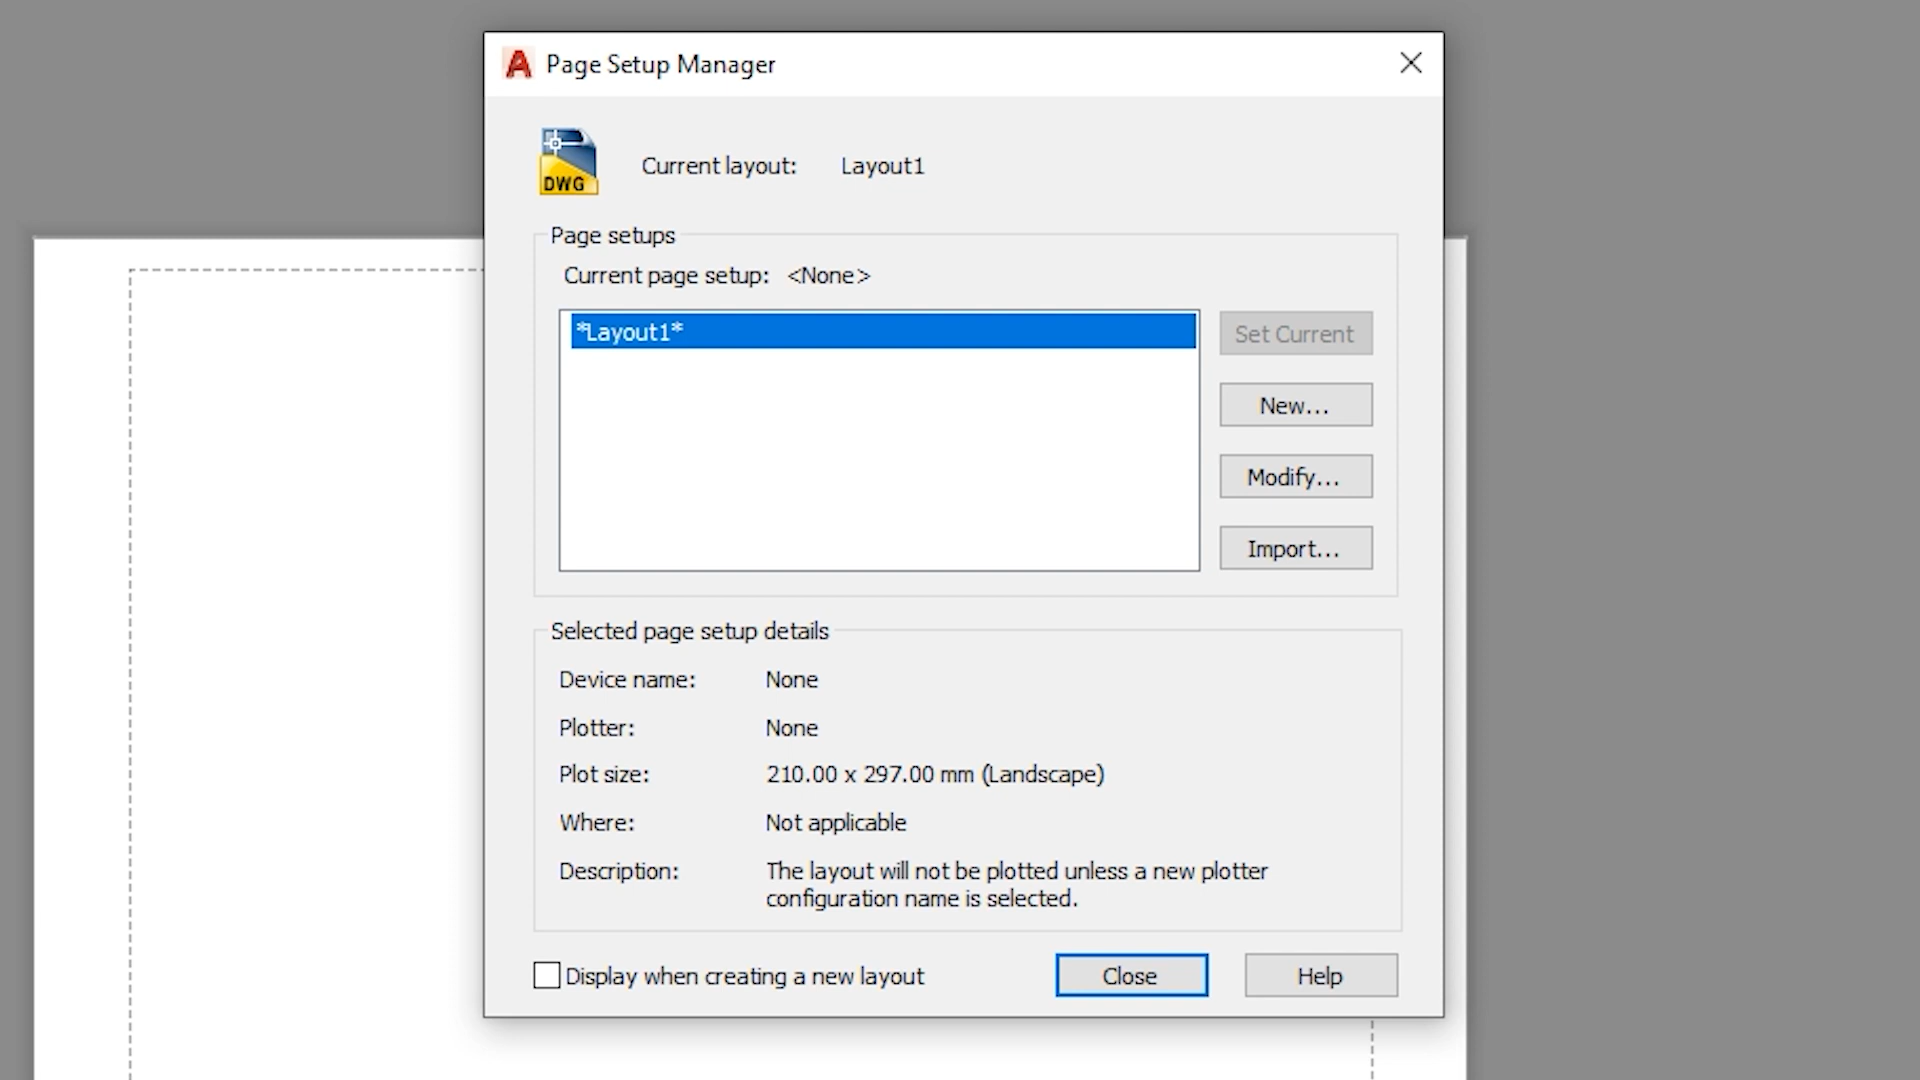 Page Setup Manager
DWG
Current layout: Layout1
Page setups
Current page setup: <None>
*Layout1*
Set Current
New...
Modify...
Import...
Selected page setup details
Device name: None
Plotter: None
Plot size: 210.00 x 297.00 mm (Landscape)
Where: Not applicable
Description: The layout will not be plotted unless a new plotter
configuration name is selected.
Display when creating a new layout
Close
Help